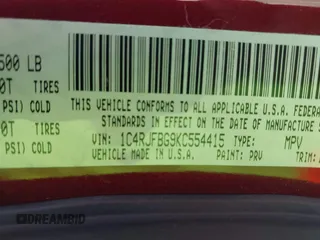 500 LB
0T TIRES
PSI) COLD
0T TIRES
PSI) COLD
THIS VEHICLE CONFORMS TO ALL APPLICABLE U.S.A. FEDERA
STANDARDS IN EFFECT ON THE DATE OF MANUFACTURE S
VIN: 1C4RJFBG9KC554415 TYPE: MPV
VEHICLE MADE IN U.S.A. PAINT: PRV TRIM:
© DREAMBID.COM